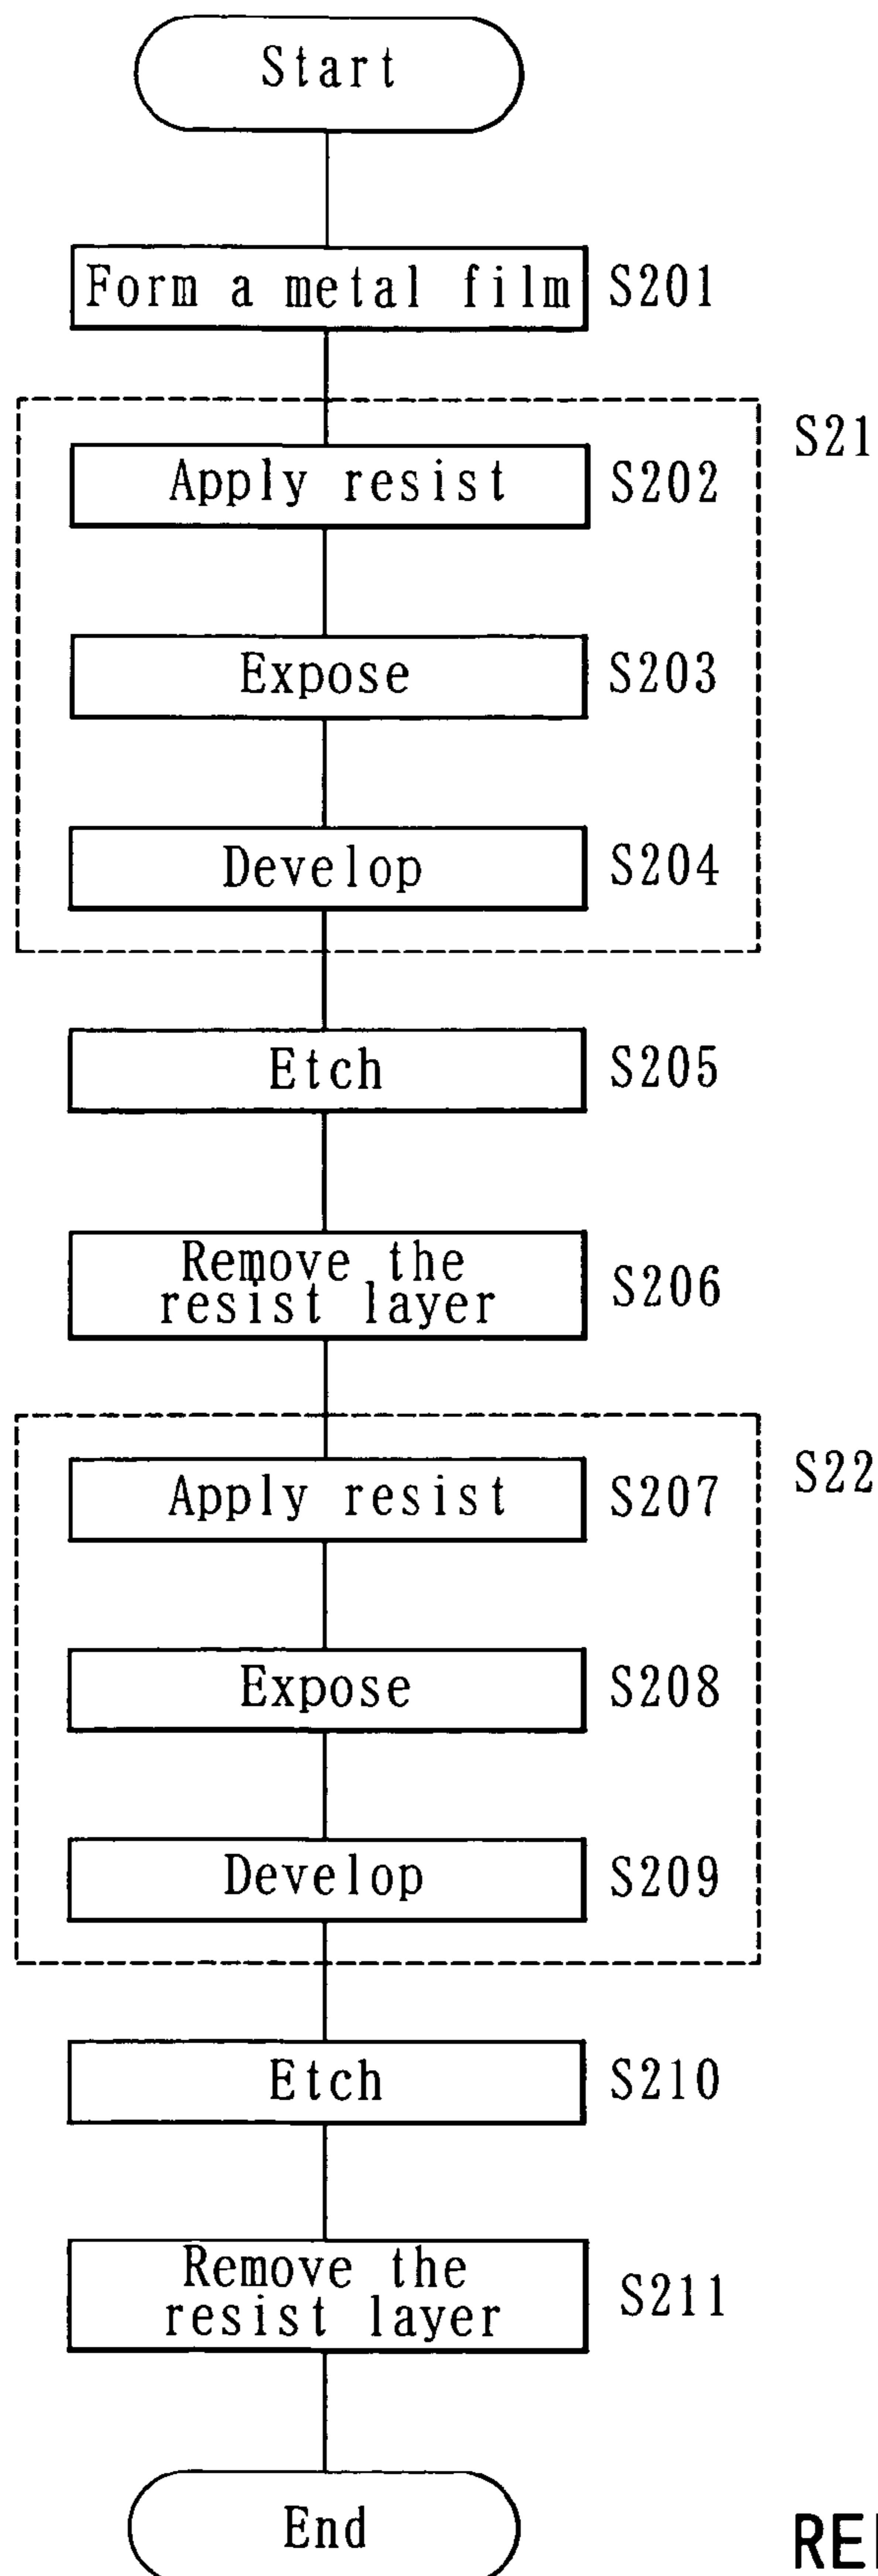 Start
Form a metal film S201
S21
Apply resist S202
Expose S203
Develop S204
Etch S205
Remove the
resist layer S206
S22
Apply resist S207
Expose S208
Develop S209
Etch S210
Remove the
resist layer S211
End